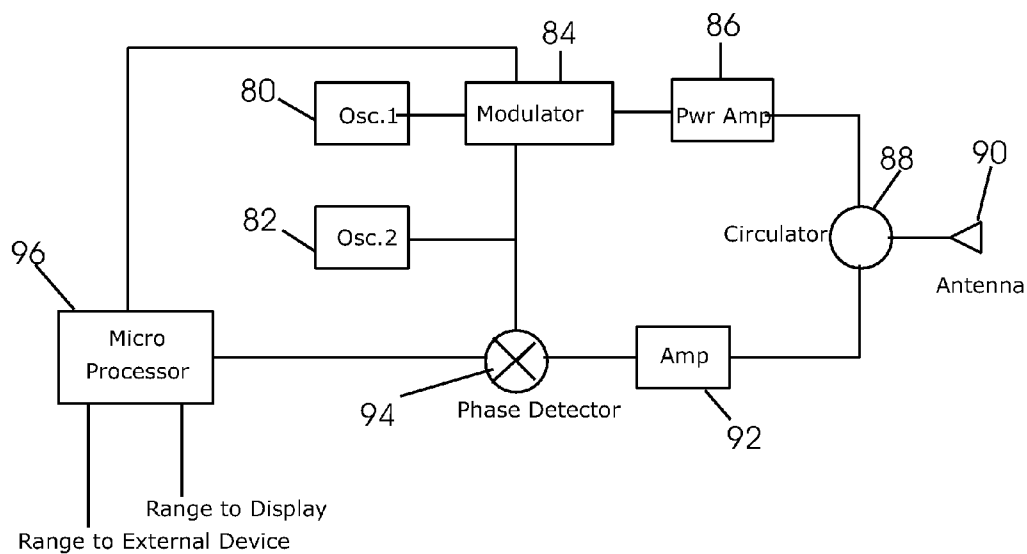 84
86
80
Osc.1
Modulator
Pwr Amp
88
90
82
Osc.2
Circulator
Antenna
96
Micro
Processor
Amp
94
Phase Detector
92
Range to Display
Range to External Device